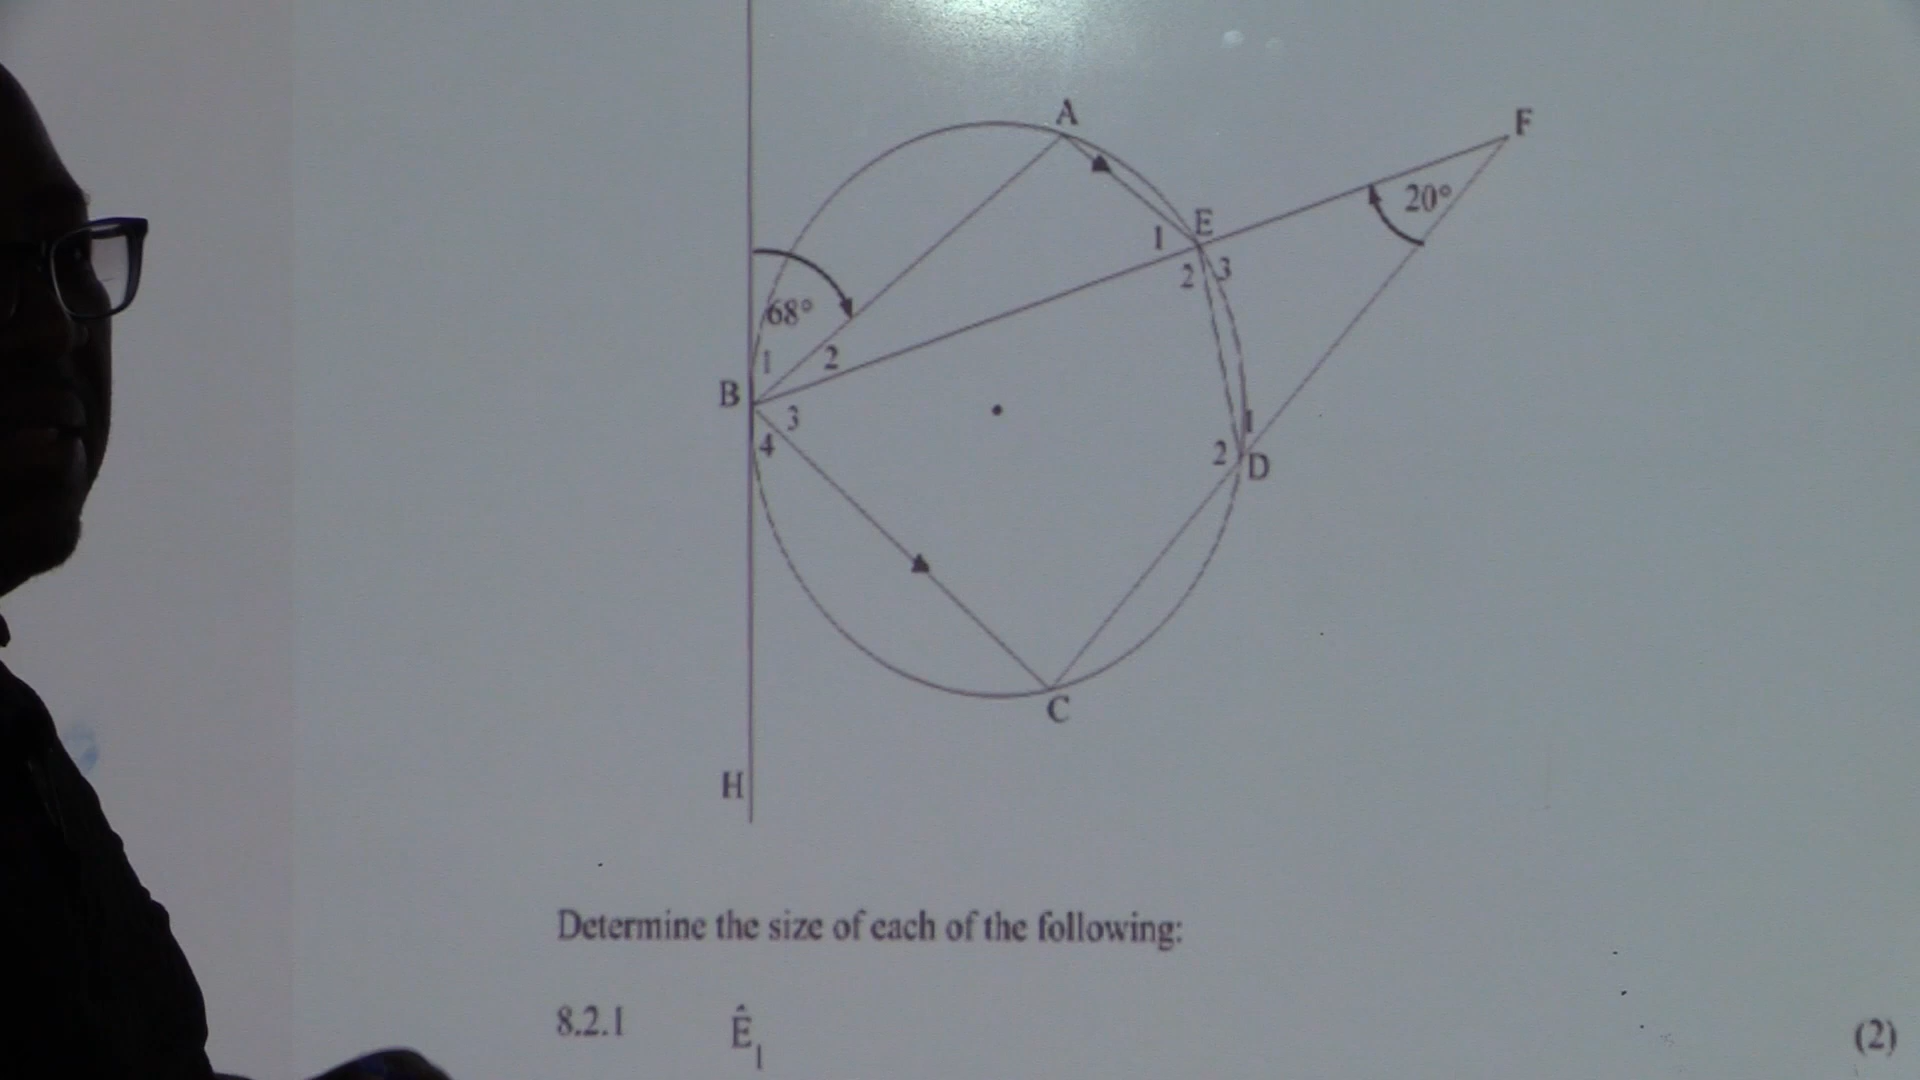 A
F
20°
E
1
2 3
68°
1 2
B
3
4
1
2
D
C
H
Determine the size of each of the following:
8.2.1 Ê₁ (2)